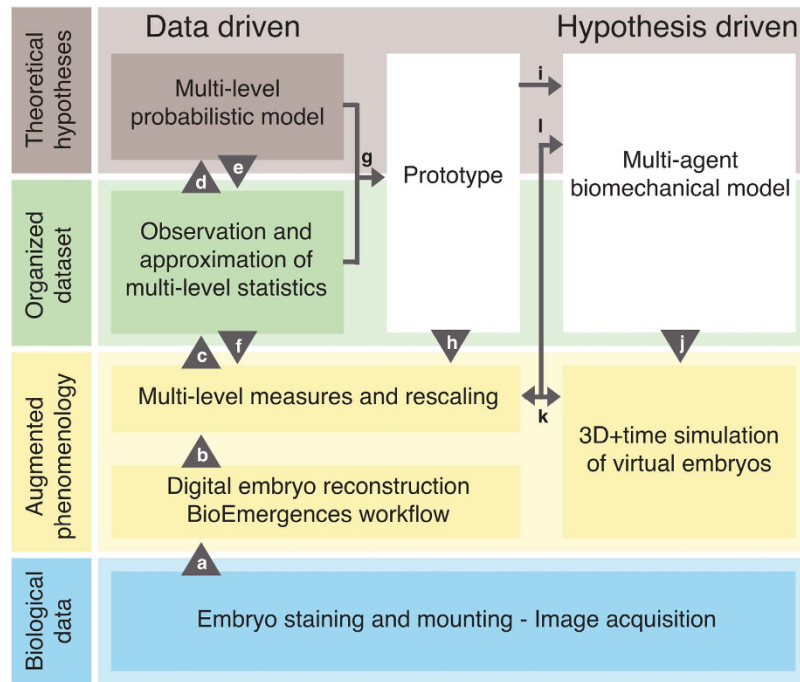 Data driven
Hypothesis driven
Theoretical
hypotheses
Multi-level
probabilistic model
i
l
g
Prototype
Multi-agent
biomechanical model
d
e
Organized
dataset
Observation and
approximation of
multi-level statistics
c
f
h
j
Augmented
phenomenology
Multi-level measures and rescaling
k
3D+time simulation
of virtual embryos
b
Digital embryo reconstruction
BioEmergences workflow
a
Biological
data
Embryo staining and mounting - Image acquisition